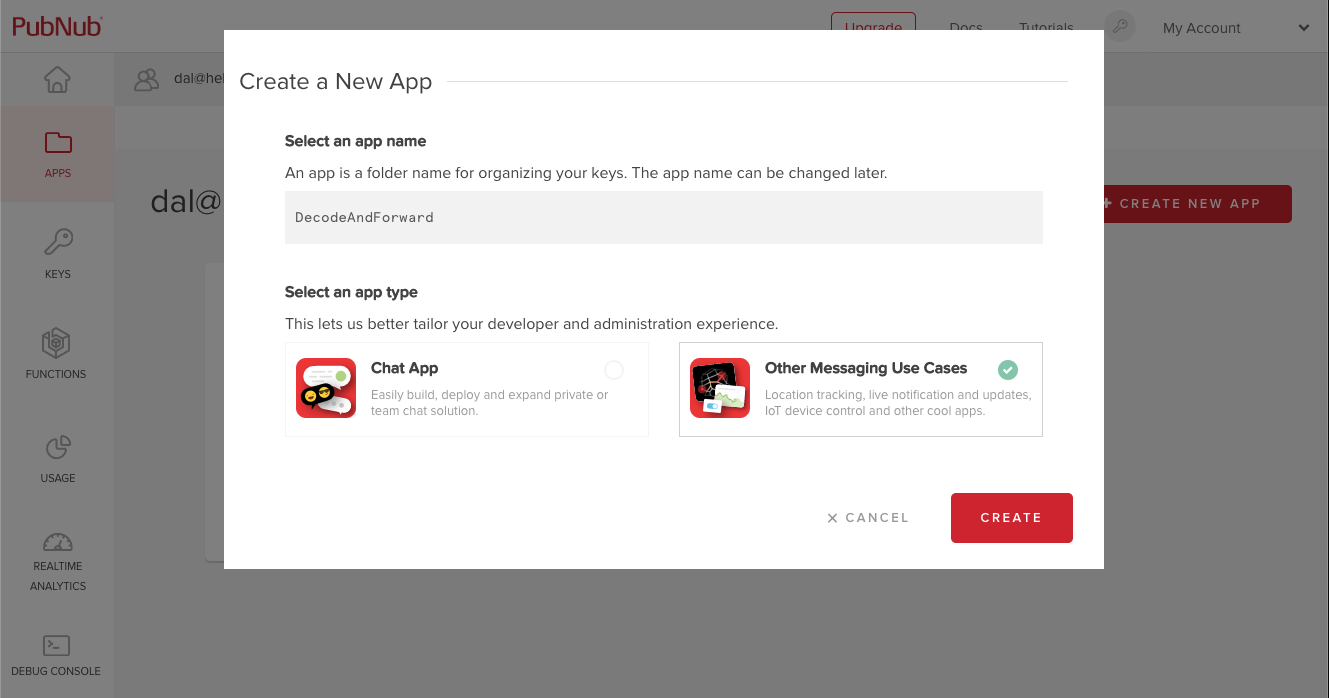 PubNub
Upgrade
Docs
Tutorials
My Account
dal@hel
APPS
KEYS
FUNCTIONS
USAGE
REALTIME
ANALYTICS
DEBUG CONSOLE
dal@
+ CREATE NEW APP
Create a New App
Select an app name
An app is a folder name for organizing your keys. The app name can be changed later.
DecodeAndForward
Select an app type
This lets us better tailor your developer and administration experience.
Chat App
Easily build, deploy and expand private or
team chat solution.
Other Messaging Use Cases
Location tracking, live notification and updates,
IoT device control and other cool apps.
× CANCEL
CREATE